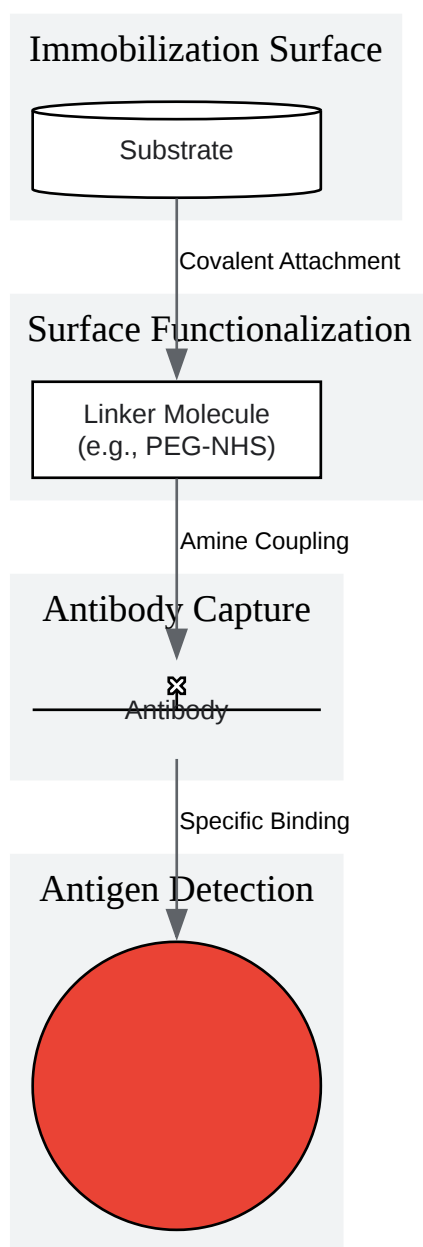 Immobilization Surface
Substrate
Covalent Attachment
Surface Functionalization
Linker Molecule
(e.g., PEG-NHS)
Amine Coupling
Antibody Capture
Antibody
Specific Binding
Antigen Detection